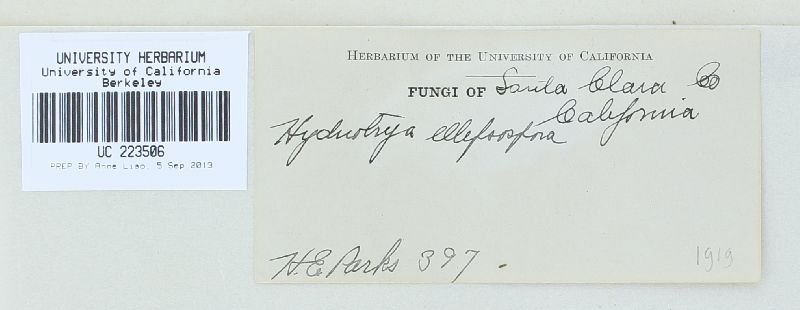 UNIVERSITY HERBARIUM
University of California
Berkeley
UC 223506
PREP BY Anne Liao, 5 Sep 2013
HERBARIUM OF THE UNIVERSITY OF CALIFORNIA
FUNGI OF Santa Clara Co
California
Hydnotrya ellipsospora
H.E. Parks 397
1919